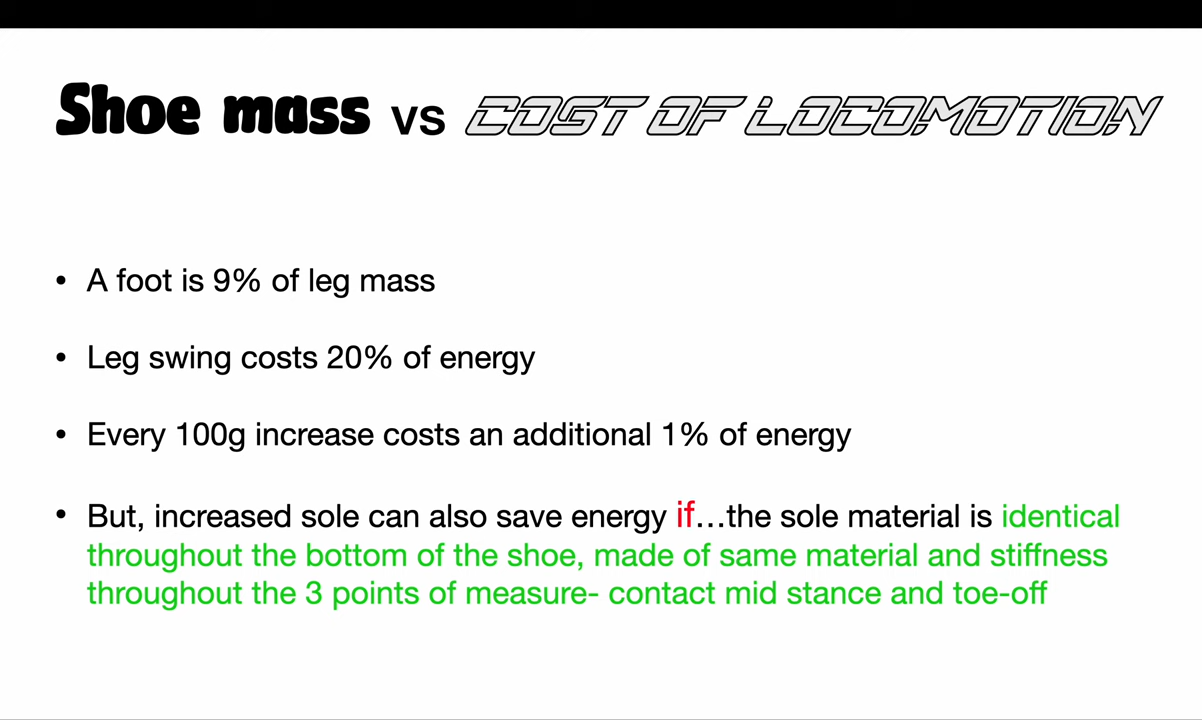 Shoe mass vs COST OF LOCOMOTION
• A foot is 9% of leg mass
• Leg swing costs 20% of energy
• Every 100g increase costs an additional 1% of energy
• But, increased sole can also save energy if…the sole material is identical
throughout the bottom of the shoe, made of same material and stiffness
throughout the 3 points of measure- contact mid stance and toe-off